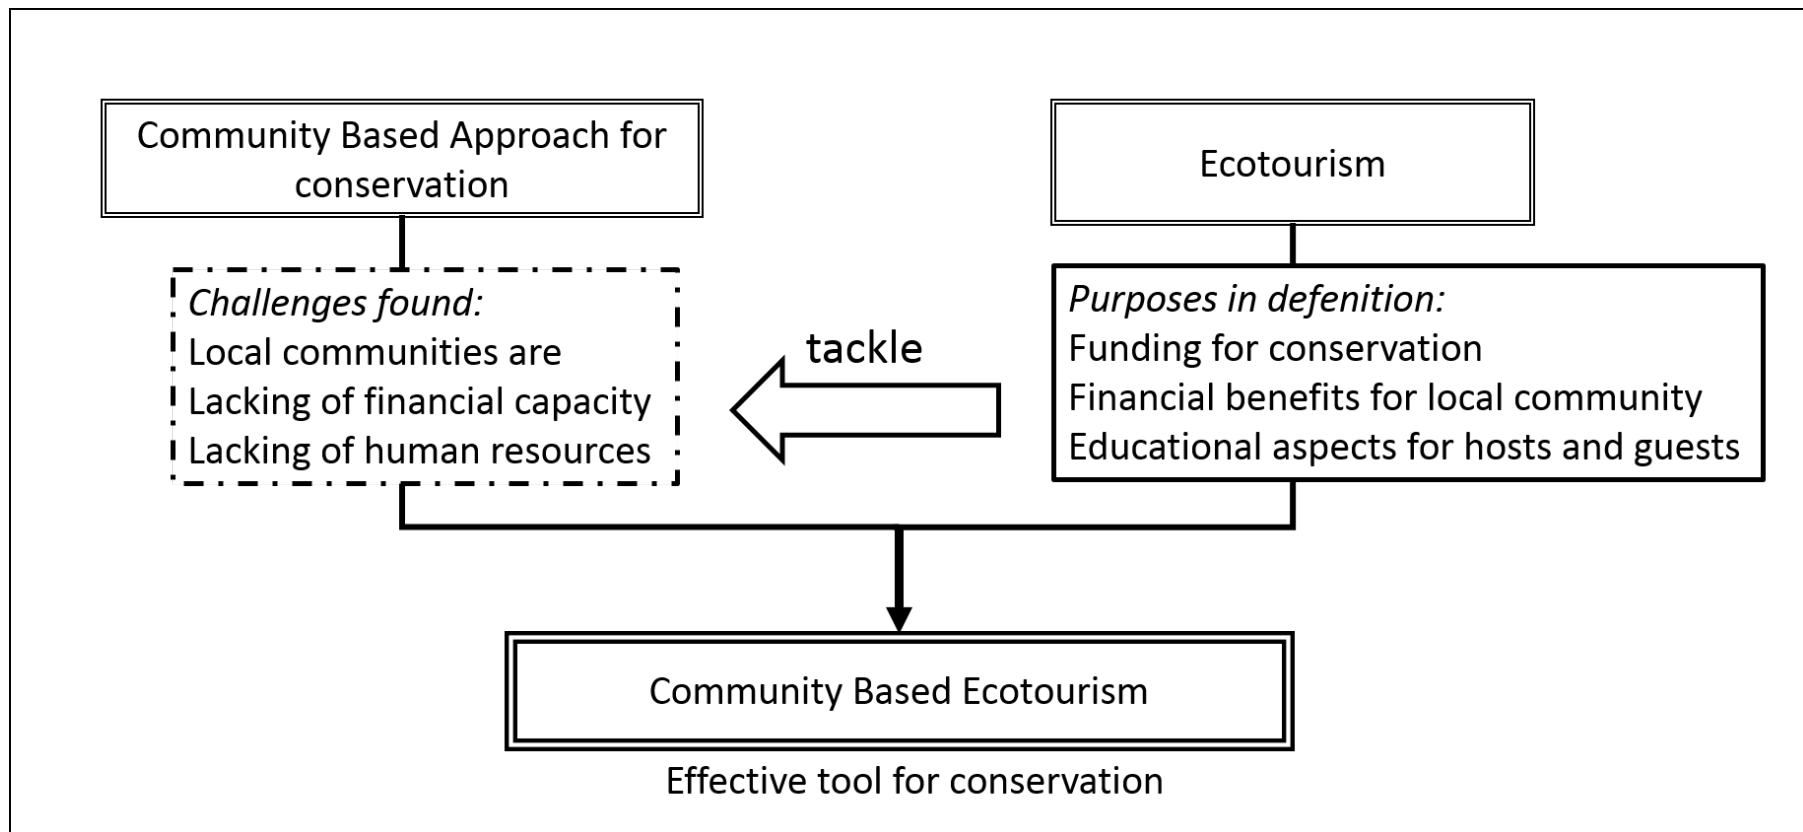 Community Based Approach for
conservation
Ecotourism
Challenges found:
Local communities are
Lacking of financial capacity
Lacking of human resources
tackle
Purposes in defenition:
Funding for conservation
Financial benefits for local community
Educational aspects for hosts and guests
Community Based Ecotourism
Effective tool for conservation